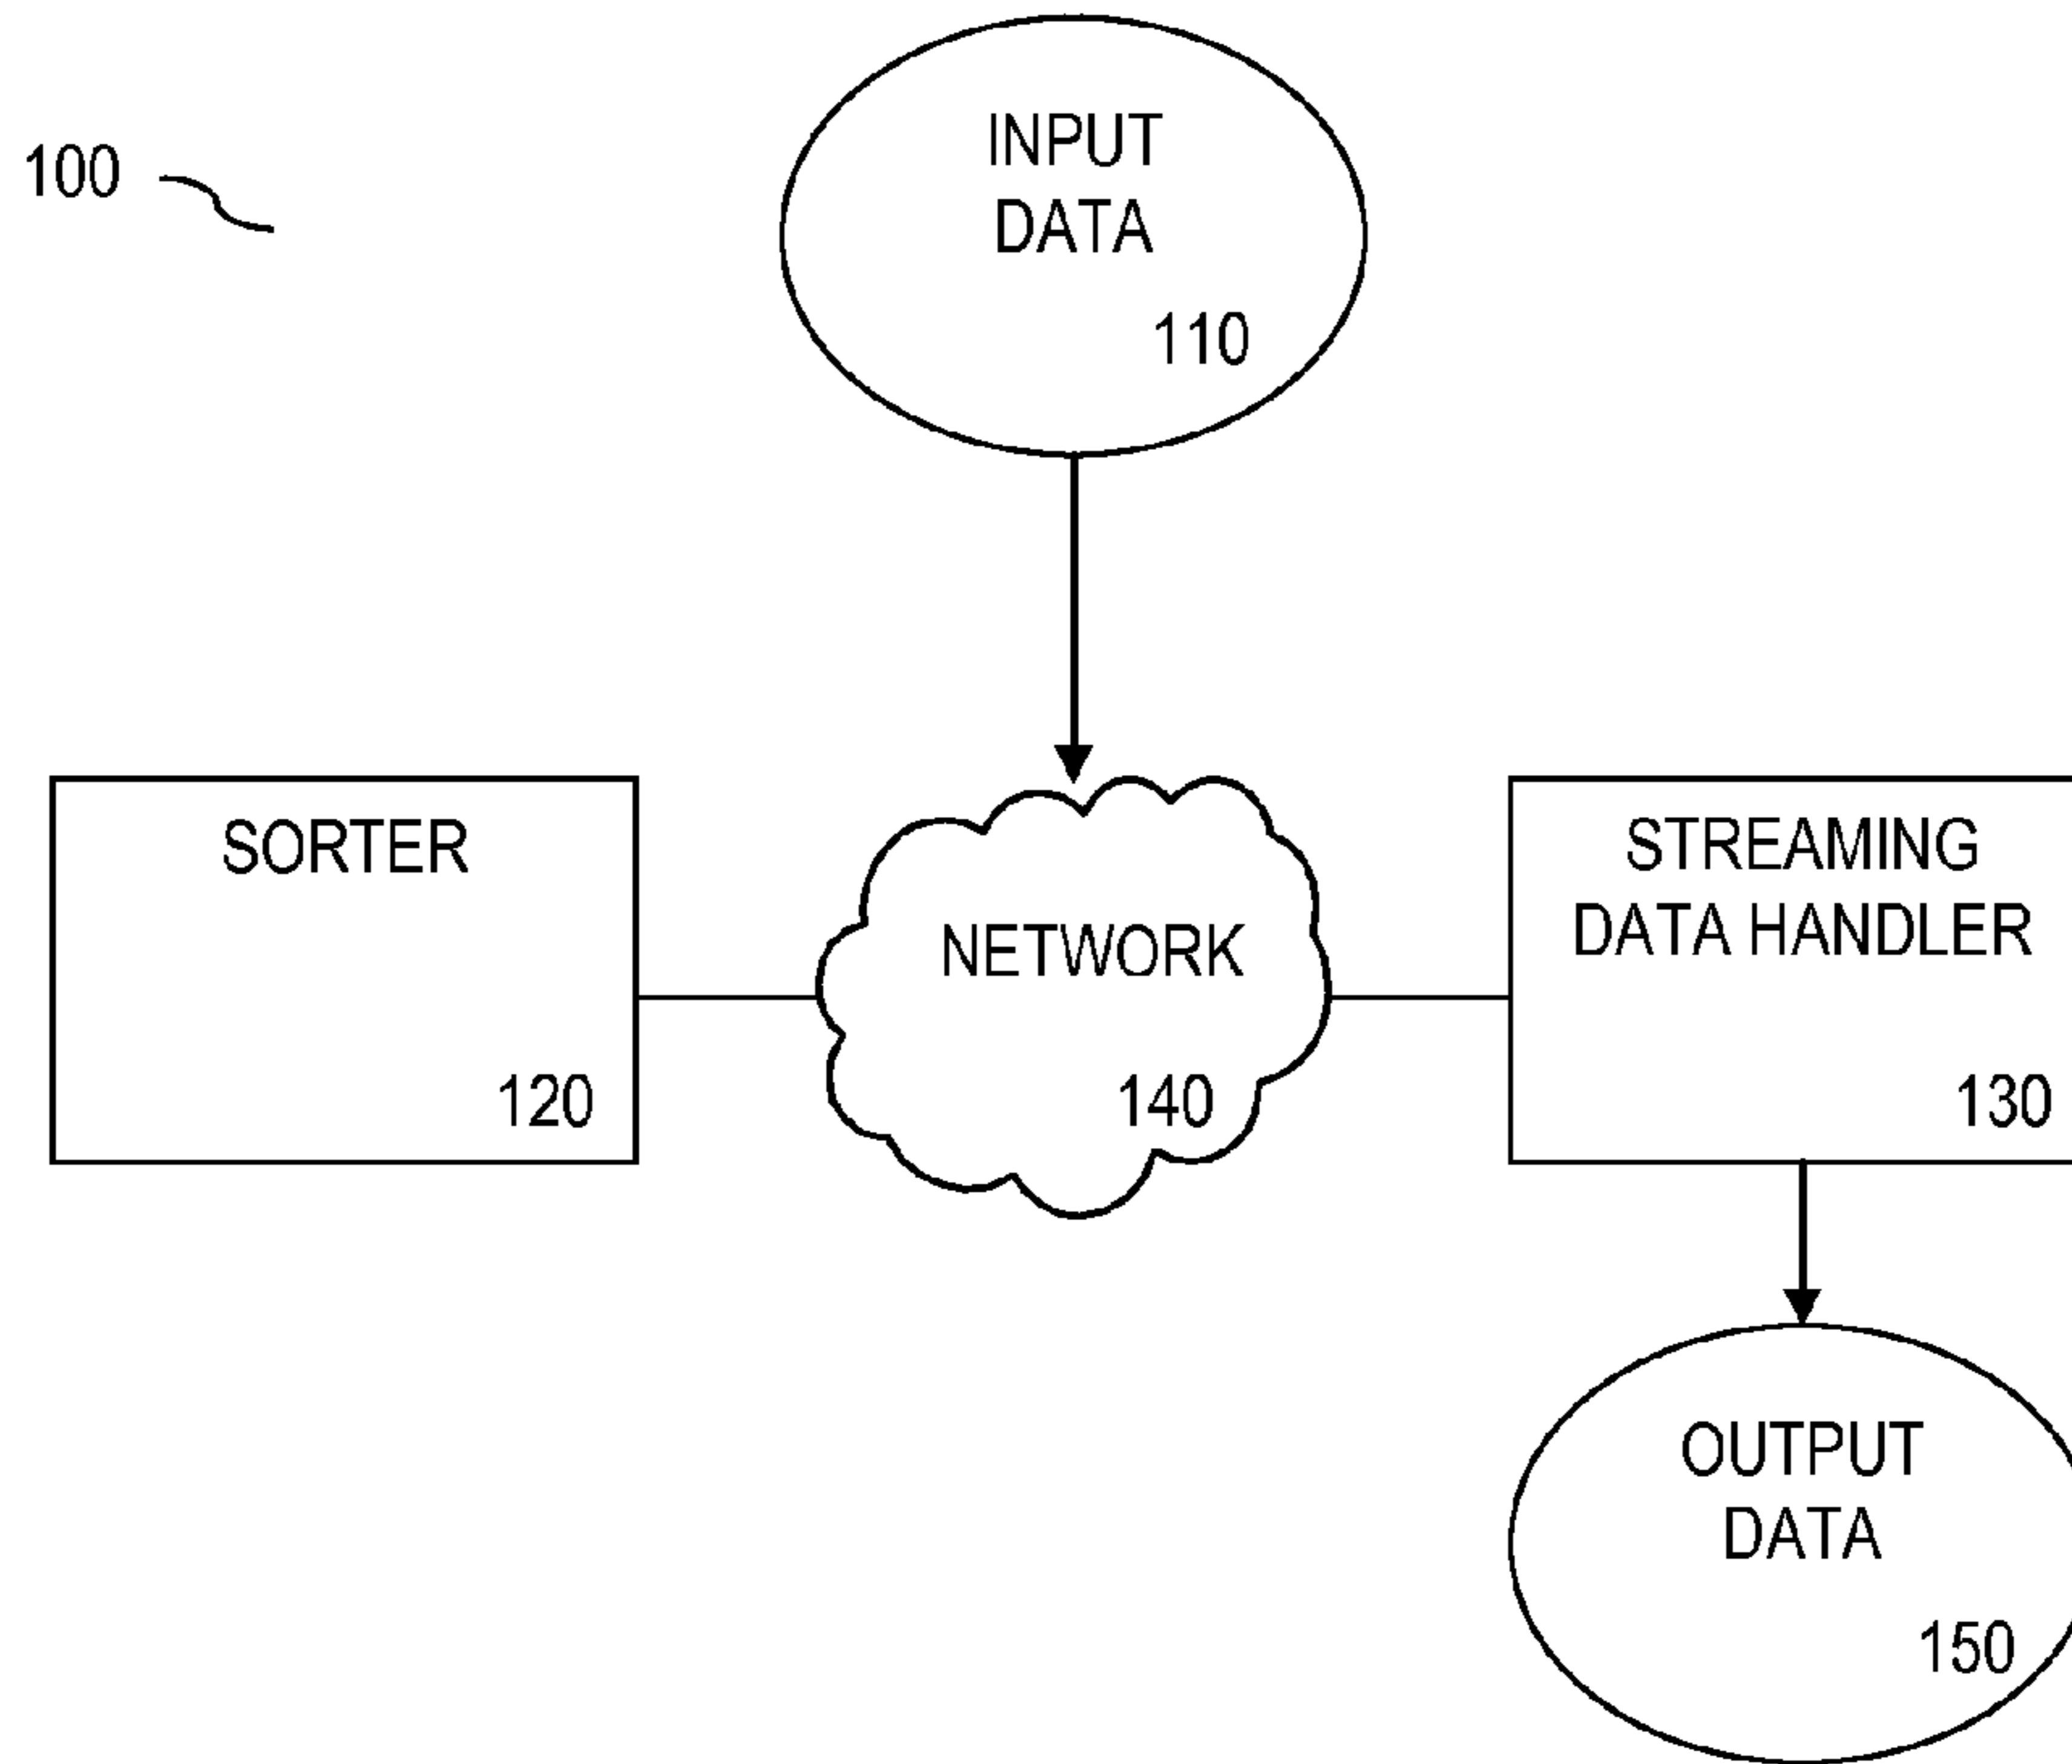 100
INPUT
DATA
110
SORTER
120
NETWORK
140
STREAMING
DATA HANDLER
130
OUTPUT
DATA
150